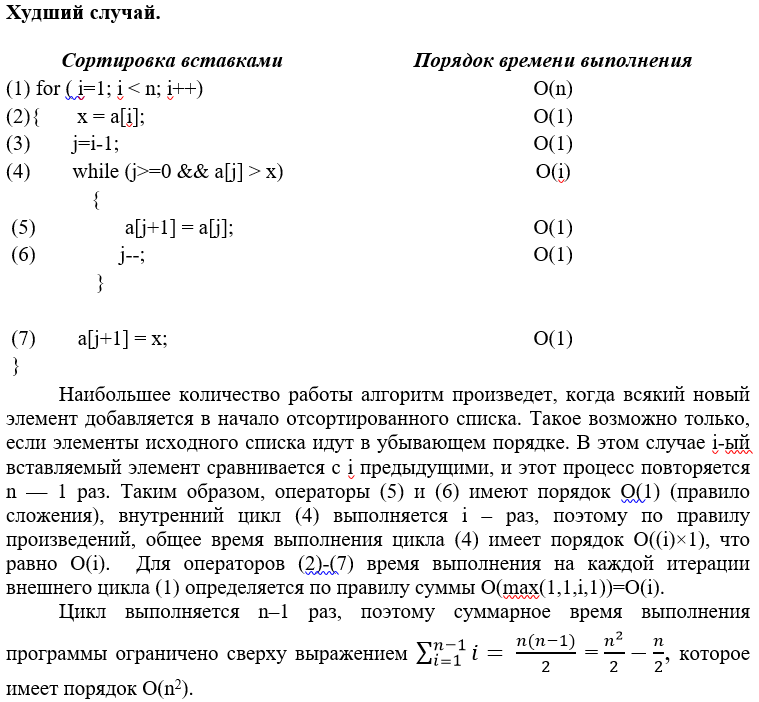 Худший случай.
Сортировка вставками Порядок времени выполнения
(1) for ( i=1; i < n; i++) O(n)
(2){ x = a[i]; O(1)
(3) j=i-1; O(1)
(4) while (j>=0 && a[j] > x) O(i)
{
(5) a[j+1] = a[j]; O(1)
(6) j--; O(1)
}
(7) a[j+1] = x; O(1)
}
Наибольшее количество работы алгоритм произведет, когда всякий новый
элемент добавляется в начало отсортированного списка. Такое возможно только,
если элементы исходного списка идут в убывающем порядке. В этом случае i-ый
вставляемый элемент сравнивается с i предыдущими, и этот процесс повторяется
n — 1 раз. Таким образом, операторы (5) и (6) имеют порядок O(1) (правило
сложения), внутренний цикл (4) выполняется i – раз, поэтому по правилу
произведений, общее время выполнения цикла (4) имеет порядок O((i)×1), что
равно O(i). Для операторов (2)-(7) время выполнения на каждой итерации
внешнего цикла (1) определяется по правилу суммы O(max(1,1,i,1))=O(i).
Цикл выполняется n–1 раз, поэтому суммарное время выполнения
программы ограничено сверху выражением ∑ⁿ⁻¹ᵢ₌₁ i = n(n−1)/2 = n²/2 − n/2, которое
имеет порядок O(n²).